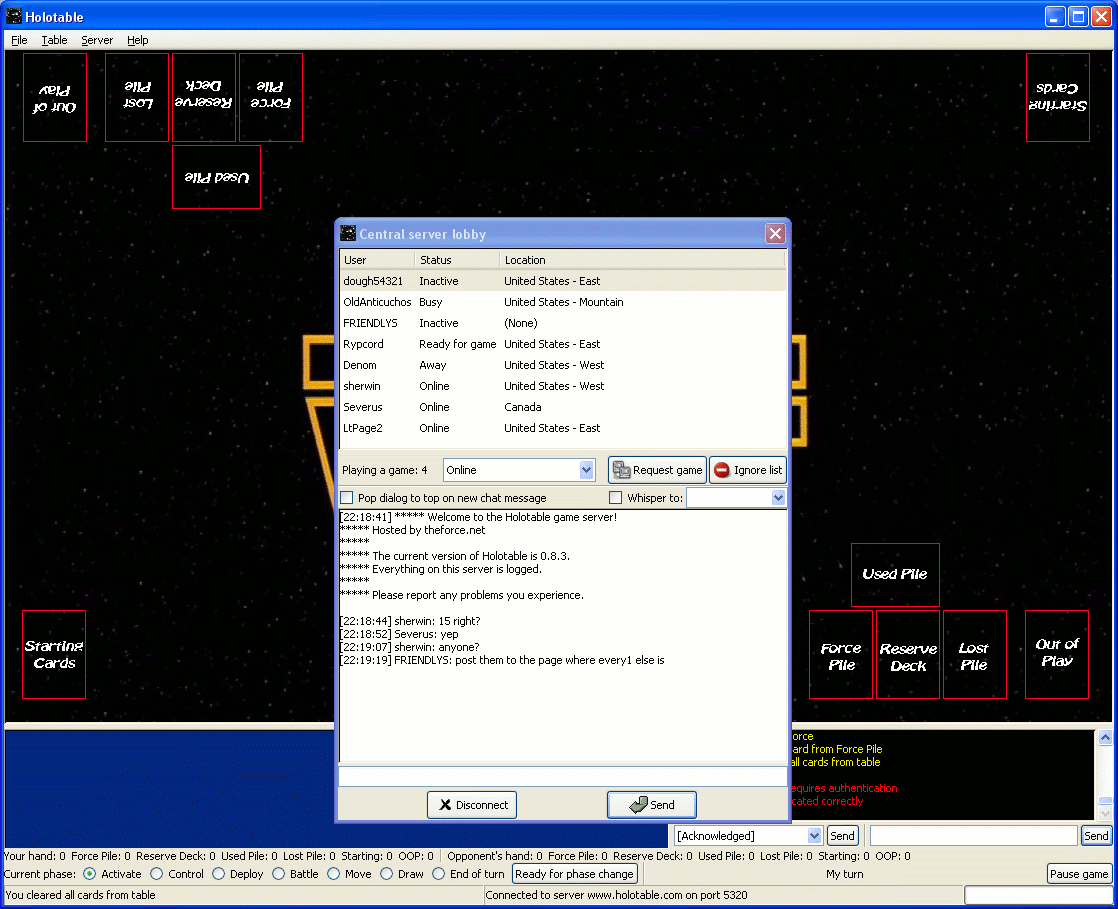 Holotable
File Table Server Help
Out of Play
Lost Pile
Reserve Deck
Force Pile
Starting Cards
Used Pile
Central server lobby
User Status Location
dough54321 Inactive United States - East
OldAnticuchos Busy United States - Mountain
FRIENDLYS Inactive (None)
Rypcord Ready for game United States - East
Denom Away United States - West
sherwin Online United States - West
Severus Online Canada
LtPage2 Online United States - East
Playing a game: 4 Online Request game Ignore list
Pop dialog to top on new chat message Whisper to:
[22:18:41] ***** Welcome to the Holotable game server!
***** Hosted by theforce.net
*****
***** The current version of Holotable is 0.8.3.
***** Everything on this server is logged.
*****
***** Please report any problems you experience.
[22:18:44] sherwin: 15 right?
[22:18:52] Severus: yep
[22:19:07] sherwin: anyone?
[22:19:19] FRIENDLYS: post them to the page where every1 else is
Disconnect Send
Used Pile
Starting Cards
Force Pile
Reserve Deck
Lost Pile
Out of Play
orce
ard from Force Pile
all cards from table
equires authentication
cated correctly
[Acknowledged] Send Send
Your hand: 0 Force Pile: 0 Reserve Deck: 0 Used Pile: 0 Lost Pile: 0 Starting: 0 OOP: 0 Opponent's hand: 0 Force Pile: 0 Reserve Deck: 0 Used Pile: 0 Lost Pile: 0 Starting: 0 OOP: 0
Current phase: Activate Control Deploy Battle Move Draw End of turn Ready for phase change My turn Pause game
You cleared all cards from table Connected to server www.holotable.com on port 5320